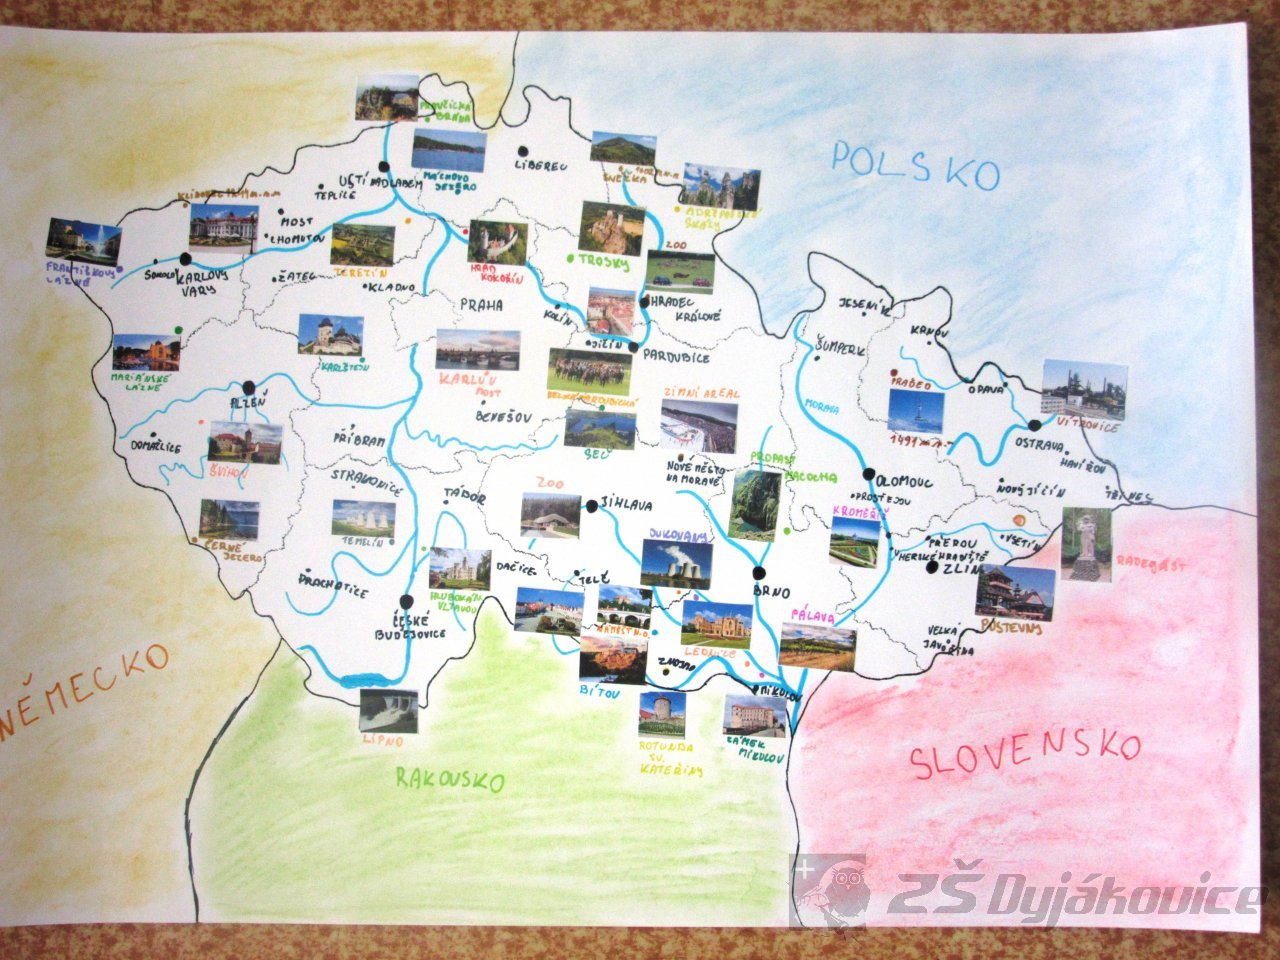 POLSKO
NĚMECKO
RAKOUSKO
SLOVENSKO
PRAVČICKÁ
BRÁNA
MÁCHOVO
JEZERO
LIBEREC
SNĚŽKA
ADRŠPAŠSKÉ
SKÁLY
ÚSTÍ NAD LABEM
TEPLICE
MOST
CHOMUTOV
FRANTIŠKOVY
LÁZNĚ
SOKOLOV
KARLOVY
VARY
ŽATEC
TEREZÍN
KLADNO
HRAD
KOKOŘÍN
TROSKY
ZOO
HRADEC
KRÁLOVÉ
PRAHA
KOLÍN
JIČÍN
PARDUBICE
JESENÍK
KRNOV
ŠUMPERK
MARIÁNSKÉ
LÁZNĚ
KARLŠTEJN
KARLŮV
MOST
VELKÁ PARDUBICKÁ
ZIMNÍ AREÁL
MORAVA
PRADĚD
1491 m.n.m
OPAVA
VITKOVICE
OSTRAVA
HAVÍŘOV
PLZEŇ
BENEŠOV
SEČ
DOMAŽLICE
ŠVIHOV
PŘÍBRAM
NOVÉ MĚSTO
NA MORAVĚ
PROPAST
MACOCHA
OLOMOUC
PROSTĚJOV
NOVÝ JIČÍN
TŘINEC
STRAKONICE
TÁBOR
ZOO
JIHLAVA
KROMĚŘÍŽ
ČERNÉ
JEZERO
TEMELÍN
DUKOVANY
PŘEROV
VSETÍN
UHERSKÉ HRADIŠTĚ
ZLÍN
RADEGAST
PRACHATICE
HLUBOKÁ N.
VLTAVOU
DAČICE
TELČ
BRNO
PÁLAVA
PUSTEVNY
ČESKÉ
BUDĚJOVICE
NÁMĚŠŤ N.O.
LEDNICE
VELKÁ
JAVOŘINA
BÍTOV
ZNOJMO
MIKULOV
LIPNO
ROTUNDA
SV.
KATEŘINY
ZÁMEK
MIKULOV
ZŠ Dyjákovice